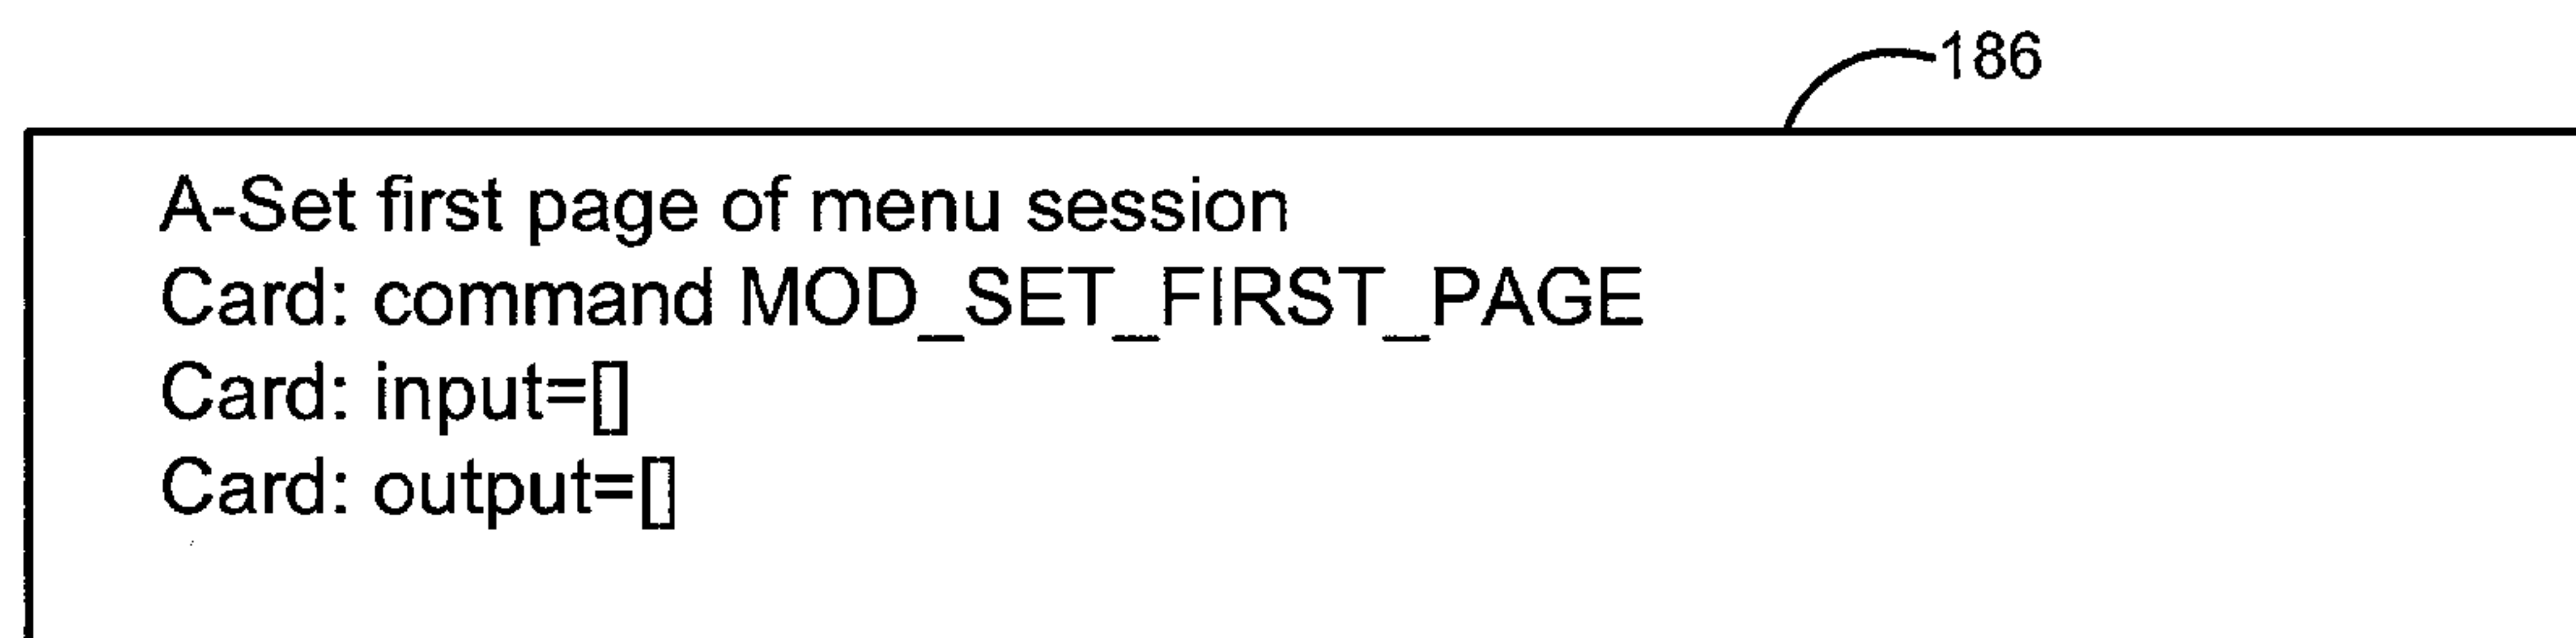 186
A-Set first page of menu session
Card: command MOD_SET_FIRST_PAGE
Card: input=[]
Card: output=[]